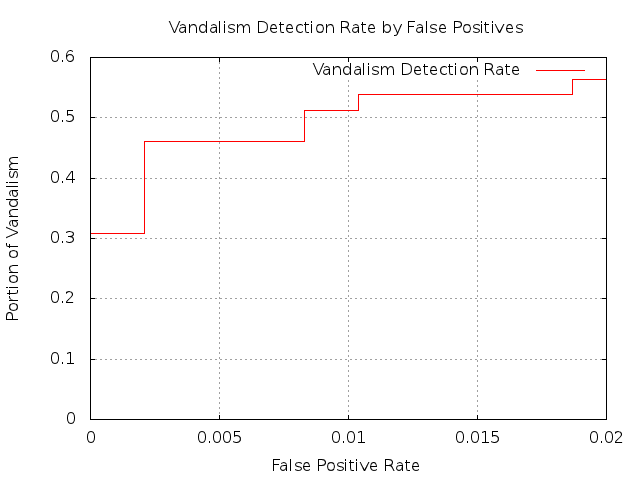 Vandalism Detection Rate by False Positives
Vandalism Detection Rate
0.6
0.5
0.4
0.3
0.2
0.1
0
Portion of Vandalism
0 0.005 0.01 0.015 0.02
False Positive Rate